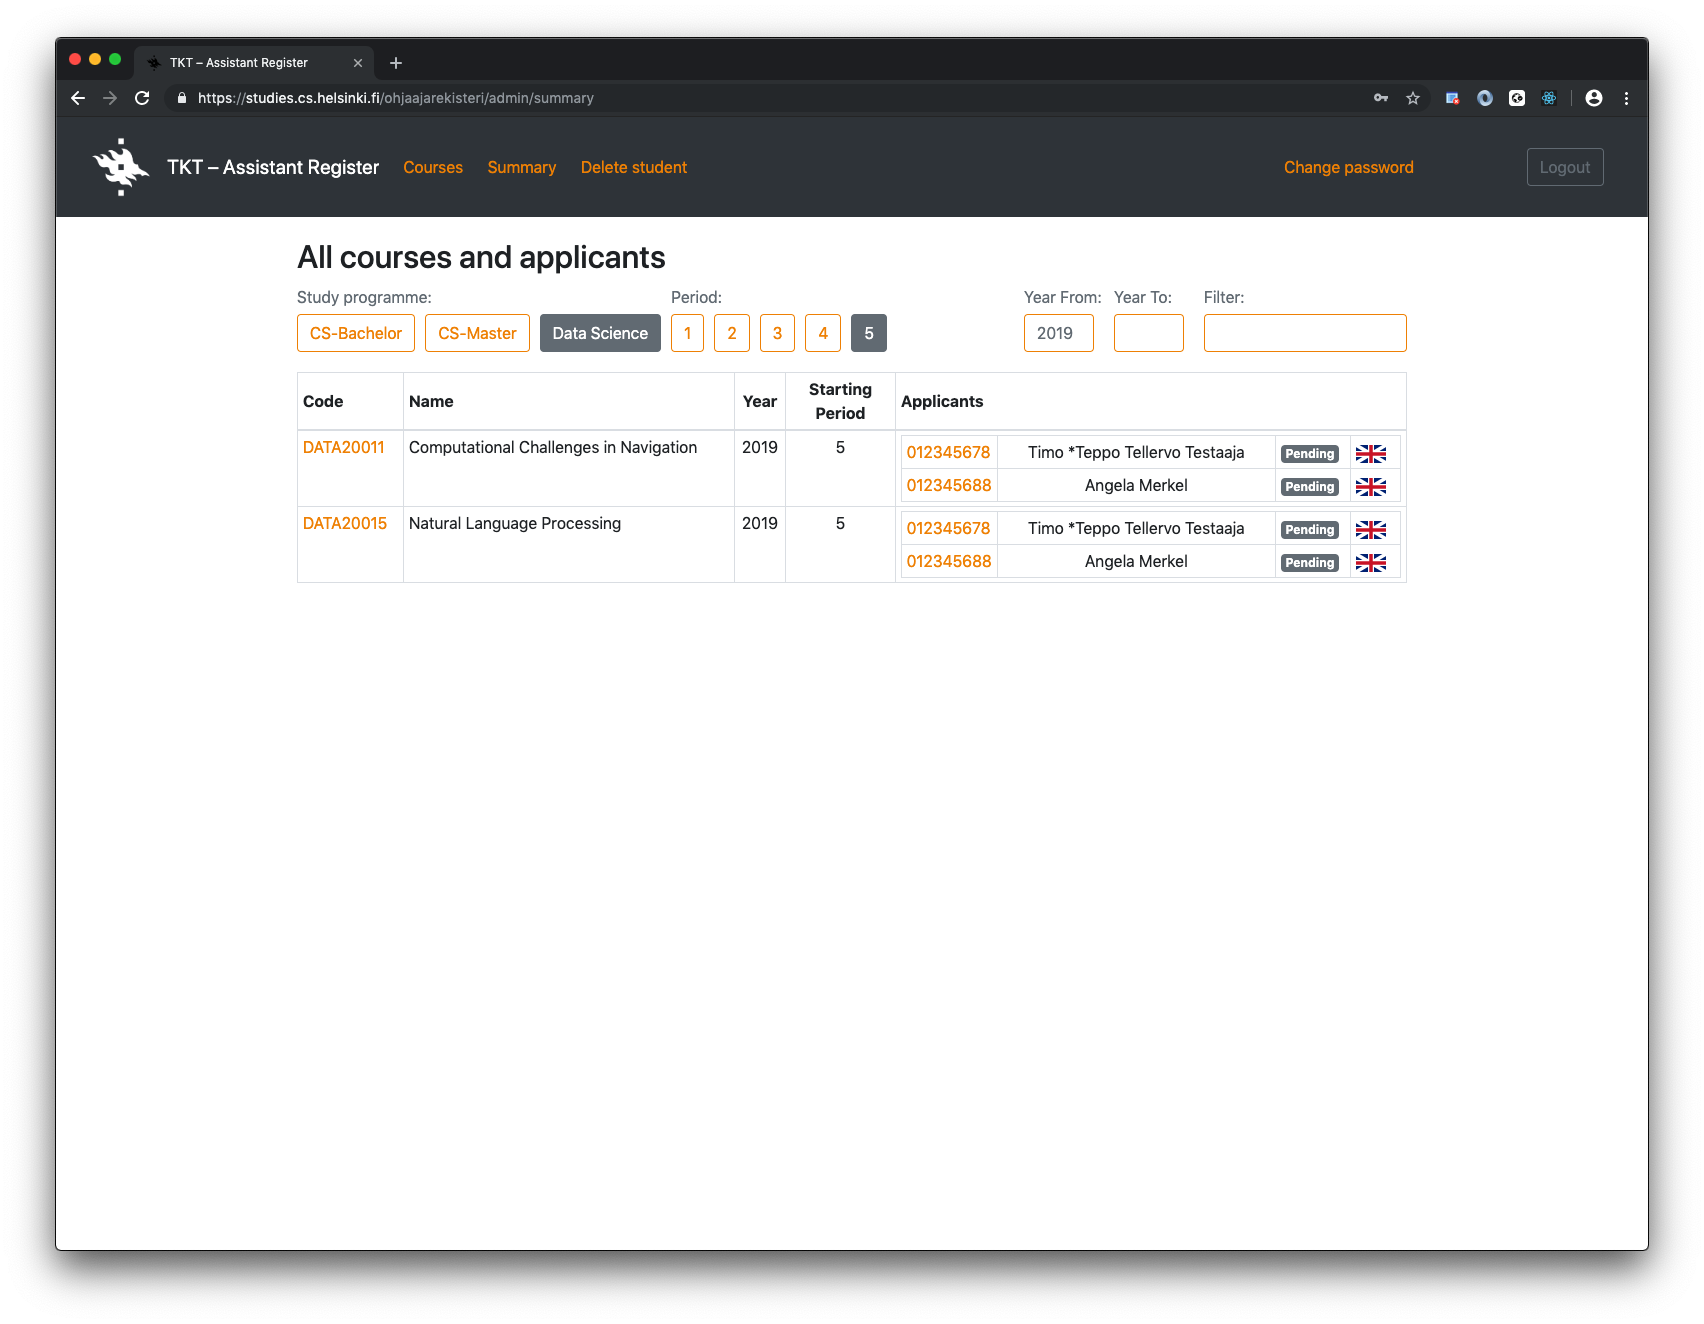 TKT – Assistant Register
https://studies.cs.helsinki.fi/ohjaajarekisteri/admin/summary
TKT – Assistant Register Courses Summary Delete student Change password Logout
All courses and applicants
Study programme: Period: Year From: Year To: Filter:
CS-Bachelor CS-Master Data Science 1 2 3 4 5 2019
Code Name Year Starting Period Applicants
DATA20011 Computational Challenges in Navigation 2019 5 012345678 Timo *Teppo Tellervo Testaaja Pending
012345688 Angela Merkel Pending
DATA20015 Natural Language Processing 2019 5 012345678 Timo *Teppo Tellervo Testaaja Pending
012345688 Angela Merkel Pending